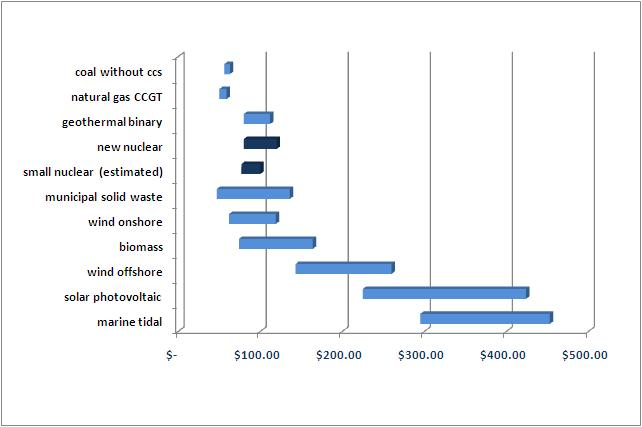 coal without ccs
natural gas CCGT
geothermal binary
new nuclear
small nuclear (estimated)
municipal solid waste
wind onshore
biomass
wind offshore
solar photovoltaic
marine tidal
$- $100.00 $200.00 $300.00 $400.00 $500.00